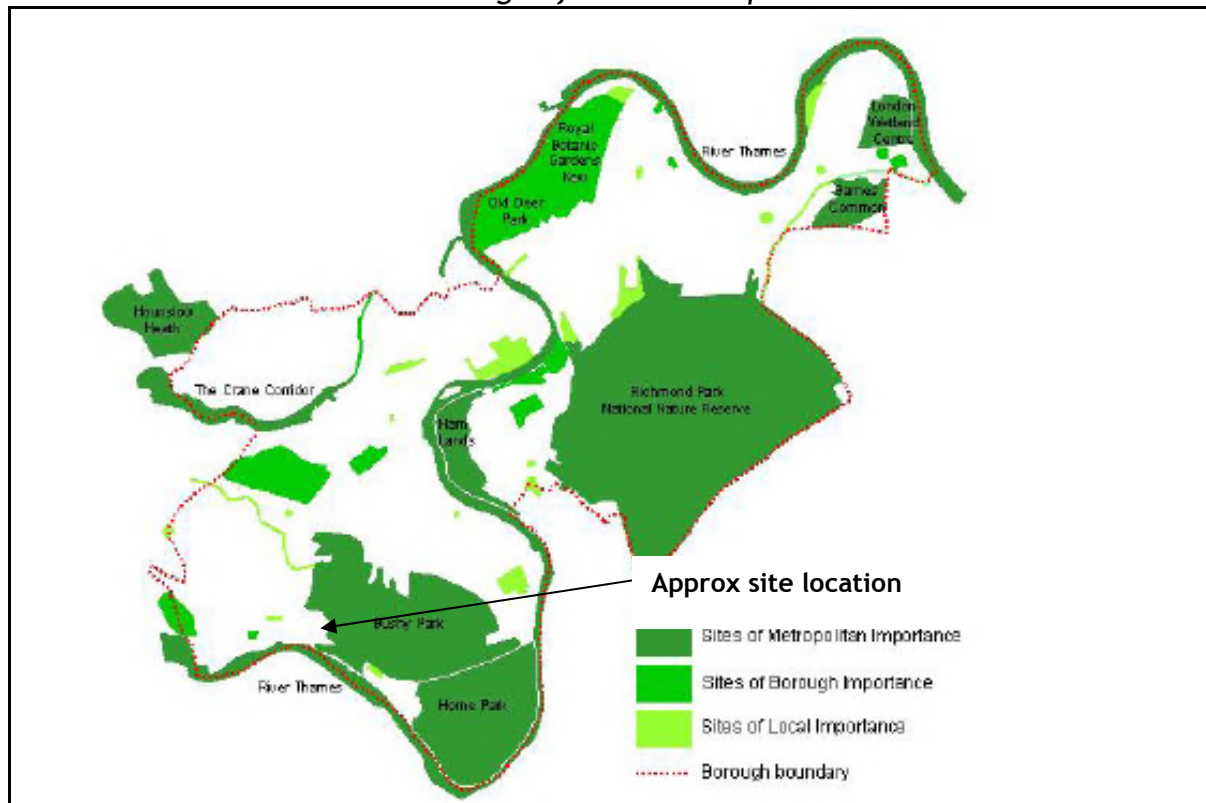 Royal
Botanic
Gardens
Kew
Old Deer
Park
River Thames
London
Wetland
Centre
Barnes
Common
Hounslow
Heath
The Crane Corridor
Ham
Lands
Richmond Park
National Nature Reserve
Bushy Park
River Thames
Home Park
Approx site location
Sites of Metropolitan Importance
Sites of Borough Importance
Sites of Local Importance
Borough boundary